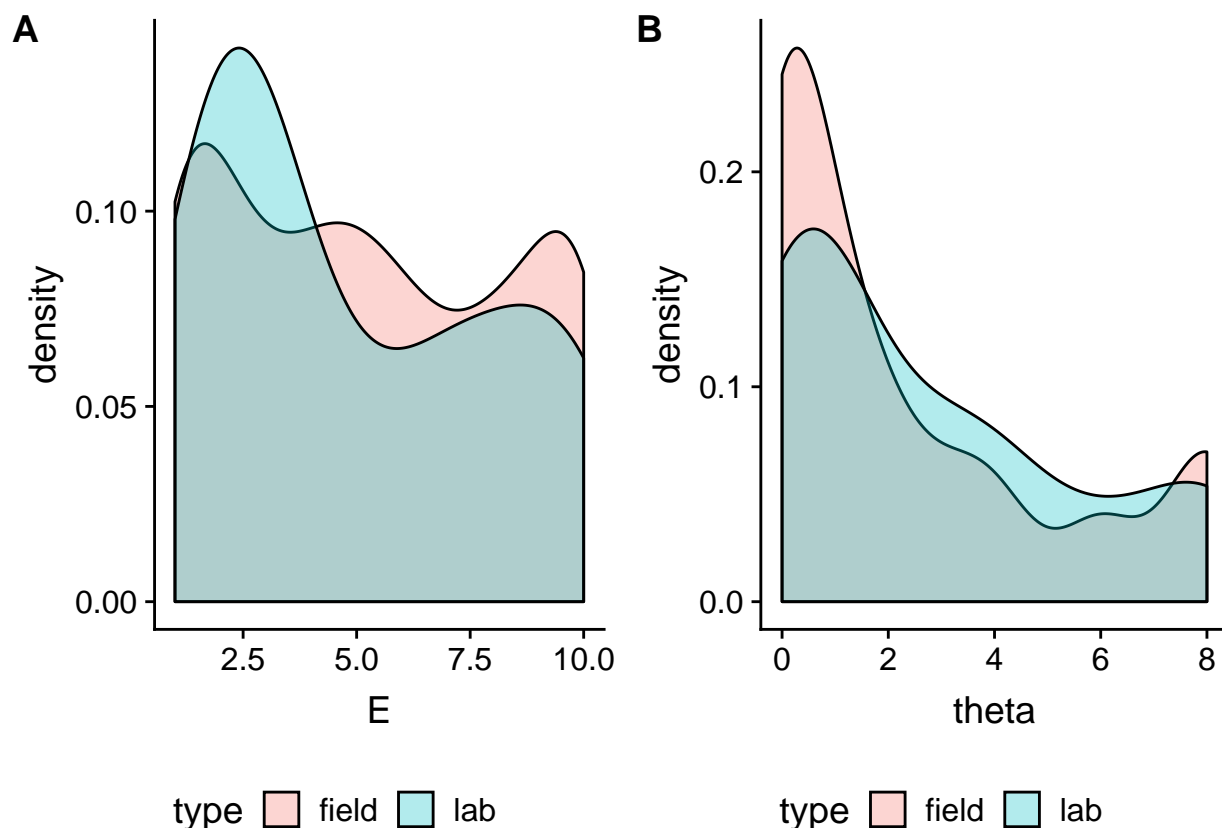 A
density
0.10
0.05
0.00
2.5 5.0 7.5 10.0
E
type field lab
B
density
0.2
0.1
0.0
0 2 4 6 8
theta
type field lab